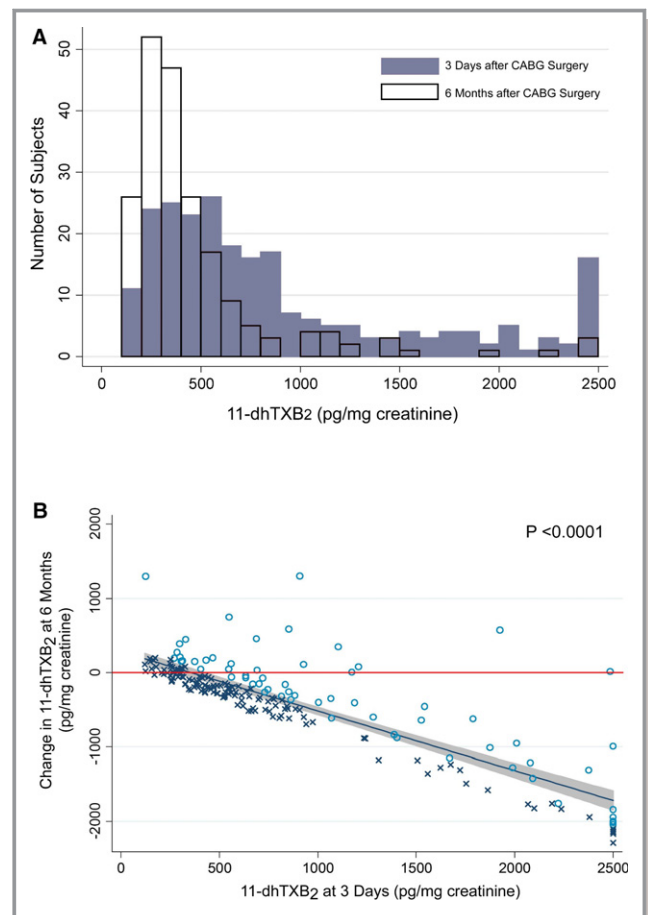 A
Number of Subjects
50
40
30
20
10
0
3 Days after CABG Surgery
6 Months after CABG Surgery
0 500 1000 1500 2000 2500
11-dhTXB2 (pg/mg creatinine)
B
Change in 11-dhTXB2 at 6 Months
(pg/mg creatinine)
2000
1000
0
-1000
-2000
P <0.0001
0 500 1000 1500 2000 2500
11-dhTXB2 at 3 Days (pg/mg creatinine)